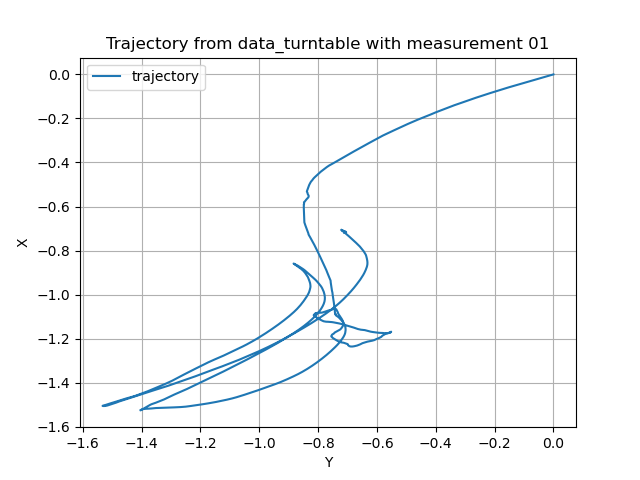 Trajectory from data_turntable with measurement 01
trajectory
0.0
−0.2
−0.4
−0.6
−0.8
−1.0
−1.2
−1.4
−1.6
X
−1.6 −1.4 −1.2 −1.0 −0.8 −0.6 −0.4 −0.2 0.0
Y